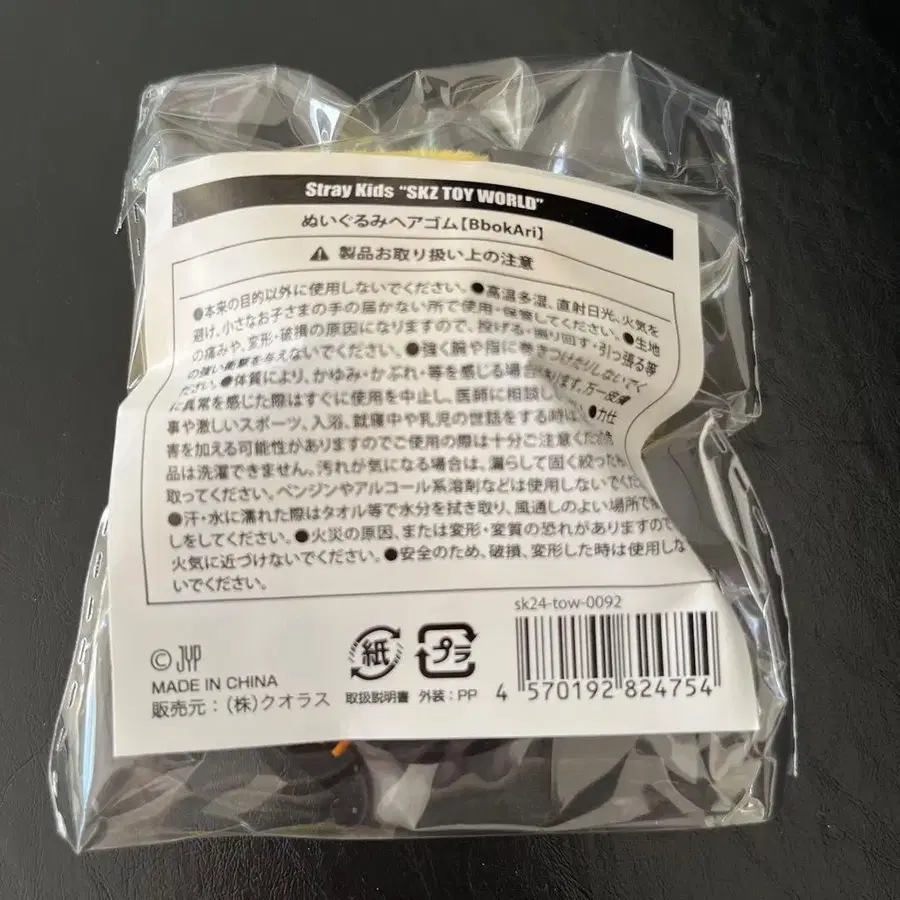 Stray Kids "SKZ TOY WORLD"
ぬいぐるみヘアゴム【BbokAri】
製品お取り扱い上の注意
●本来の目的以外に使用しないでください。●高温多湿、直射日光、火気を
避け、小さなお子さまの手の届かない所で使用・保管してください。●生地
の痛みや、変形・破損の原因になりますので、投げる・振り回す・引っ張る等
の強い衝撃を与えないでください。●強く腕や指に巻きつけたりしないでく
ださい。●体質により、かゆみ・かぶれ・等を感じる場合があります。万一皮膚
に異常を感じた際はすぐに使用を中止し、医師に相談し ●力仕
事や激しいスポーツ、入浴、就寝中や乳児の世話をする時は
害を加える可能性がありますのでご使用の際は十分ご注意くだ
品は洗濯できません。汚れが気になる場合は、濡らして固く絞った
取ってください。ベンジンやアルコール系溶剤などは使用しないでくだ
●汗・水に濡れた際はタオル等で水分を拭き取り、風通しのよい場所で
しをしてください。●火災の原因、または変形・変質の恐れがありますので
火気に近づけないでください。●安全のため、破損、変形した時は使用しな
いでください。
sk24-tow-0092
© JYP
MADE IN CHINA
販売元：(株)クオラス
紙
取扱説明書
プラ
外装：PP
4 570192 824754